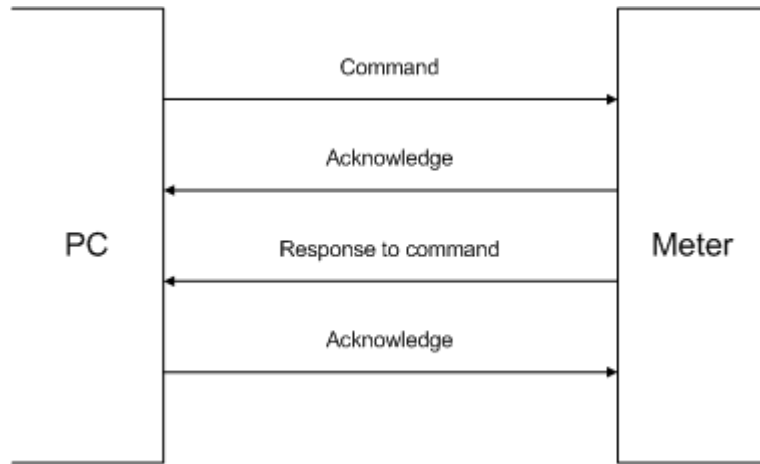 Command
Acknowledge
PC
Meter
Response to command
Acknowledge